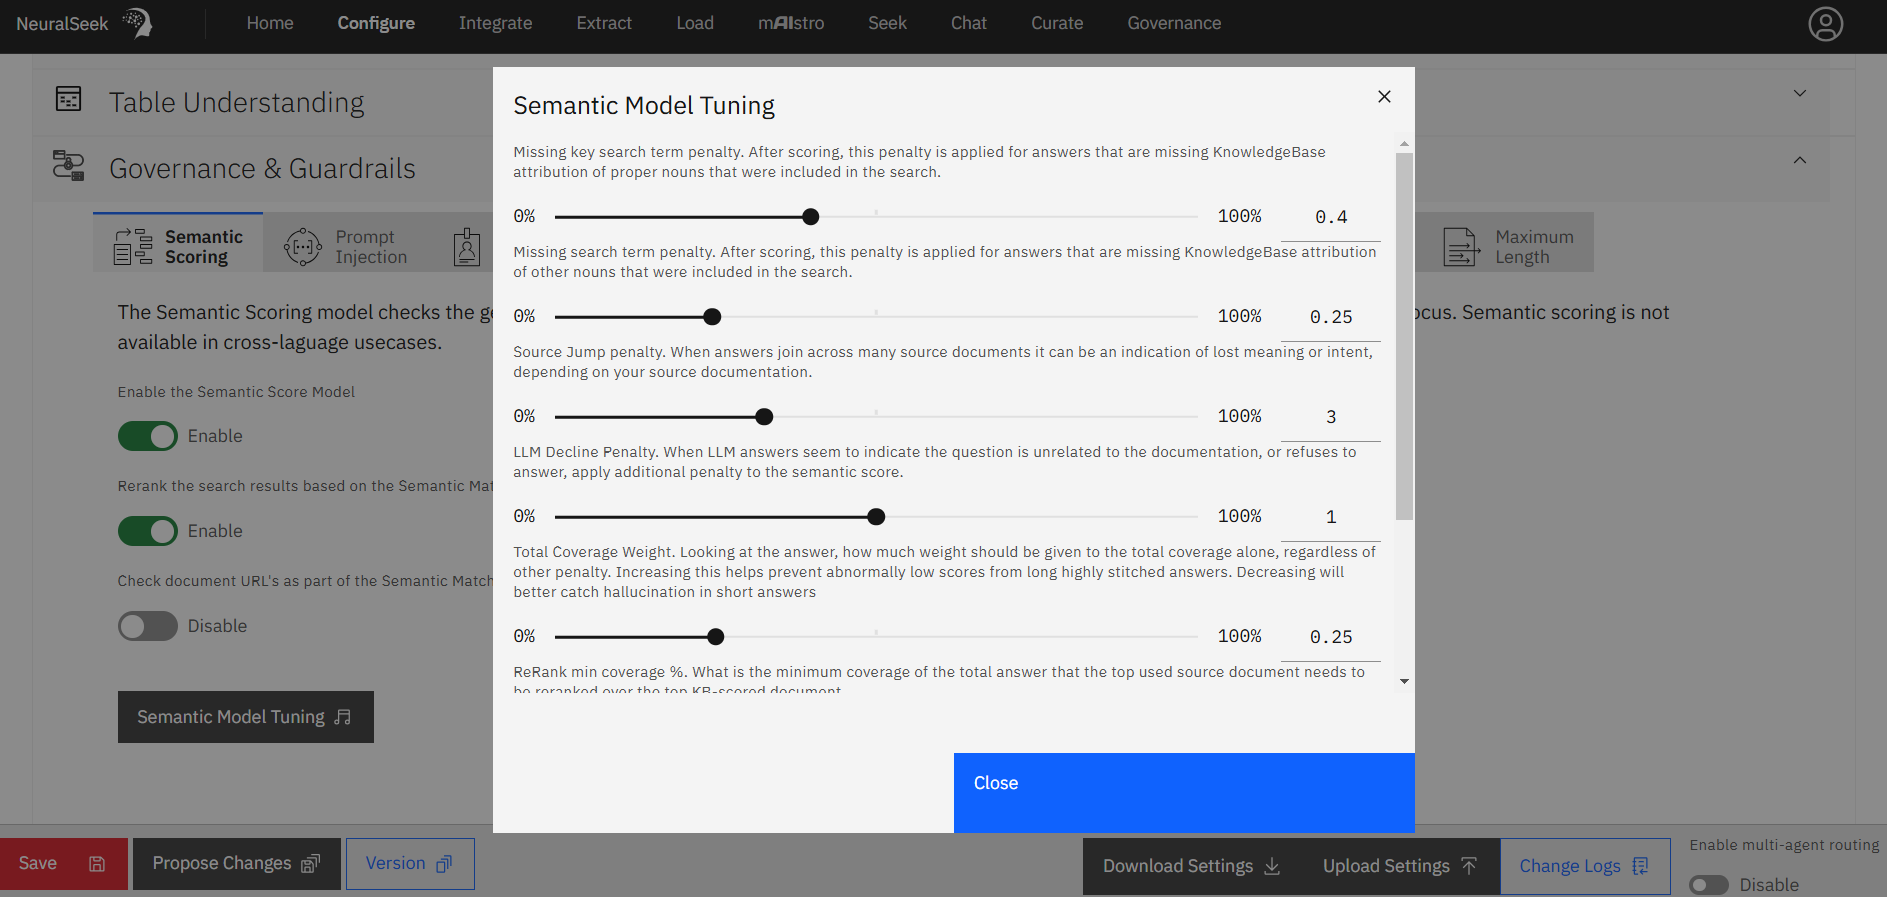 NeuralSeek
Home
Configure
Integrate
Extract
Load
mAIstro
Seek
Chat
Curate
Governance
Table Understanding
Governance & Guardrails
Semantic
Scoring
Prompt
Injection
Maximum
Length
The Semantic Scoring model checks the ge
ocus. Semantic scoring is not
available in cross-laguage usecases.
Enable the Semantic Score Model
Enable
Rerank the search results based on the Semantic Mat
Enable
Check document URL's as part of the Semantic Match
Disable
Semantic Model Tuning
Semantic Model Tuning
Missing key search term penalty. After scoring, this penalty is applied for answers that are missing KnowledgeBase
attribution of proper nouns that were included in the search.
0% 100% 0.4
Missing search term penalty. After scoring, this penalty is applied for answers that are missing KnowledgeBase attribution
of other nouns that were included in the search.
0% 100% 0.25
Source Jump penalty. When answers join across many source documents it can be an indication of lost meaning or intent,
depending on your source documentation.
0% 100% 3
LLM Decline Penalty. When LLM answers seem to indicate the question is unrelated to the documentation, or refuses to
answer, apply additional penalty to the semantic score.
0% 100% 1
Total Coverage Weight. Looking at the answer, how much weight should be given to the total coverage alone, regardless of
other penalty. Increasing this helps prevent abnormally low scores from long highly stitched answers. Decreasing will
better catch hallucination in short answers
0% 100% 0.25
ReRank min coverage %. What is the minimum coverage of the total answer that the top used source document needs to
be reranked over the top KB-scored document.
Close
Save
Propose Changes
Version
Download Settings
Upload Settings
Change Logs
Enable multi-agent routing
Disable